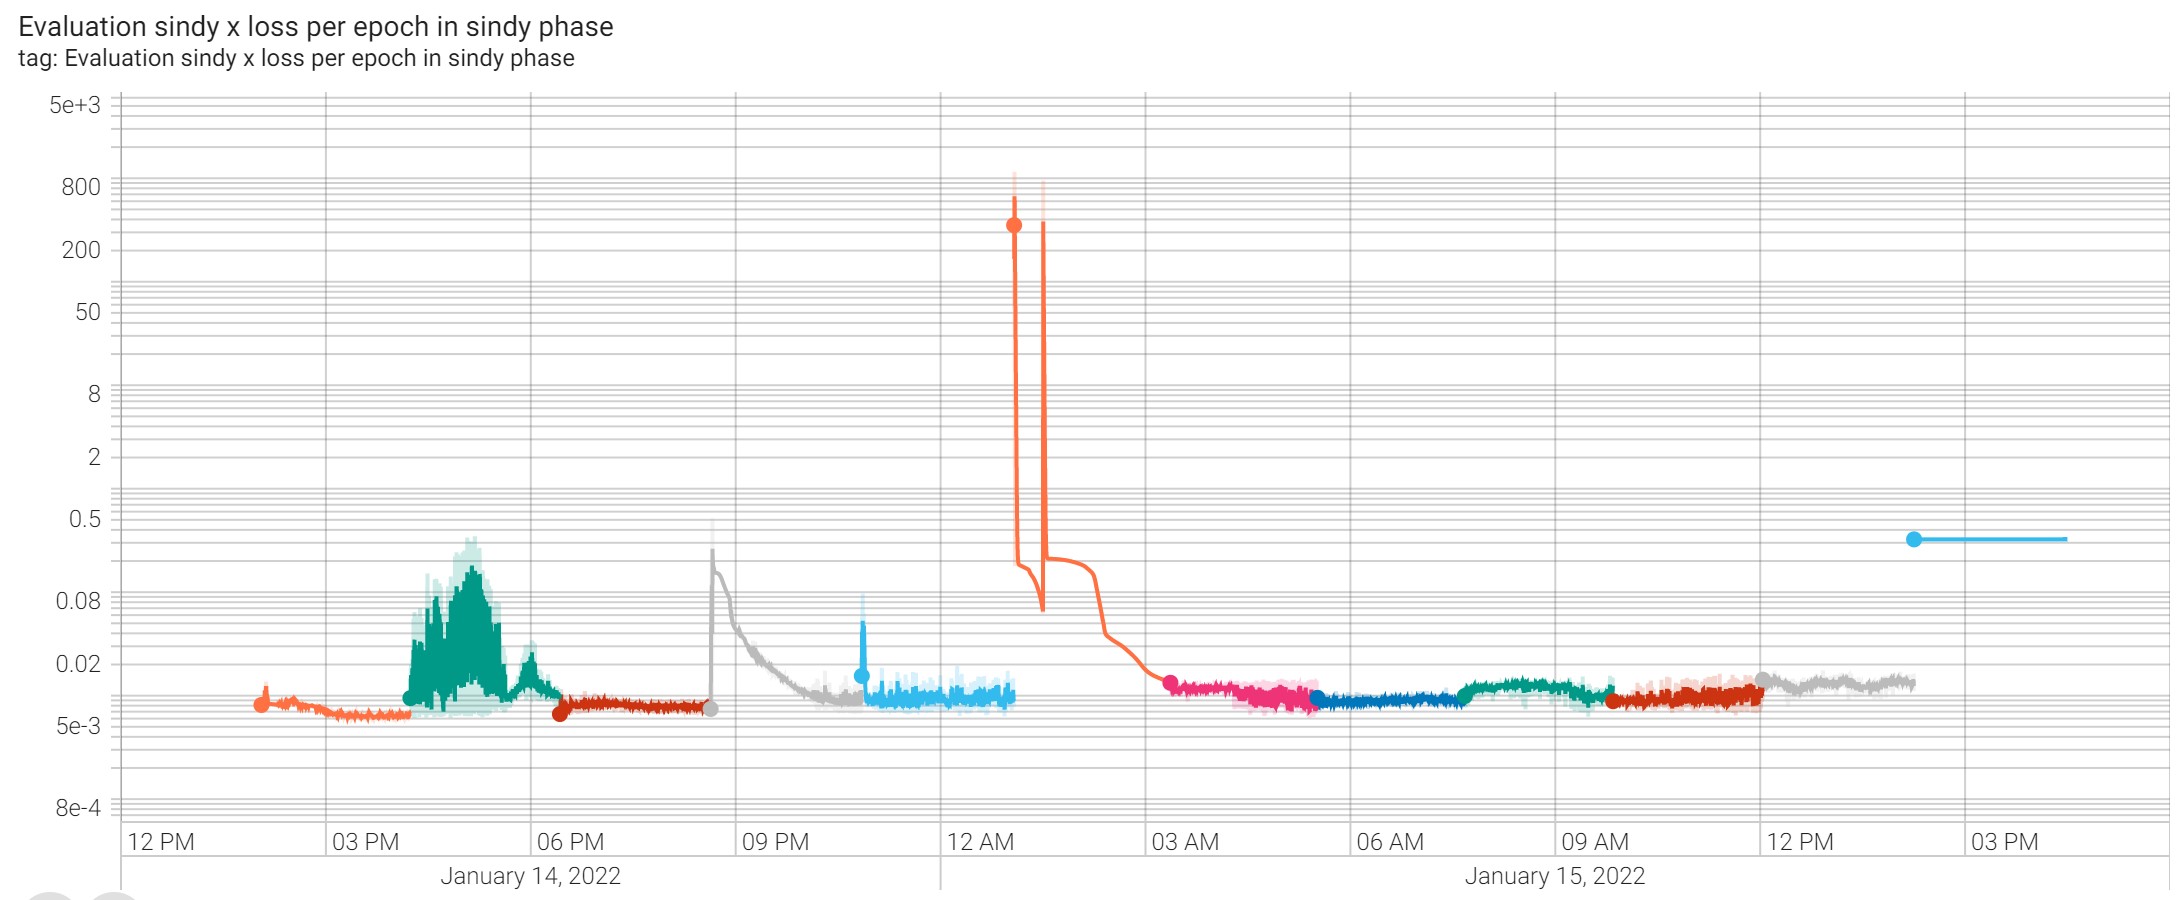 Evaluation sindy x loss per epoch in sindy phase
tag: Evaluation sindy x loss per epoch in sindy phase
5e+3
800
200
50
8
2
0.5
0.08
0.02
5e-3
8e-4
12 PM 03 PM 06 PM 09 PM 12 AM 03 AM 06 AM 09 AM 12 PM 03 PM
January 14, 2022 January 15, 2022